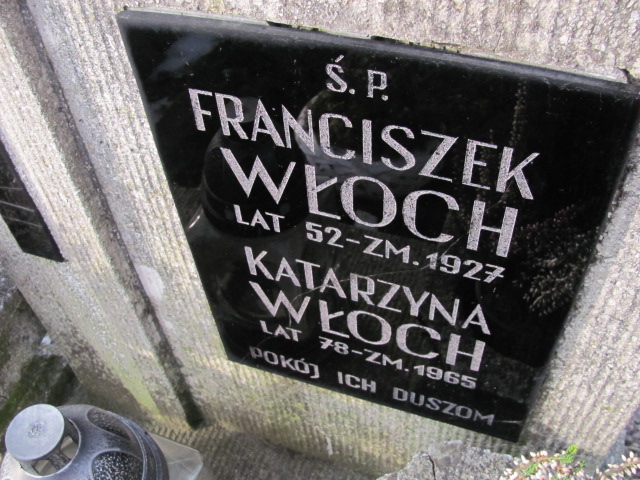 Ś. P.
FRANCISZEK
WŁOCH
LAT 52-ZM. 1927
KATARZYNA
WŁOCH
LAT 78-ZM. 1965
POKÓJ ICH DUSZOM